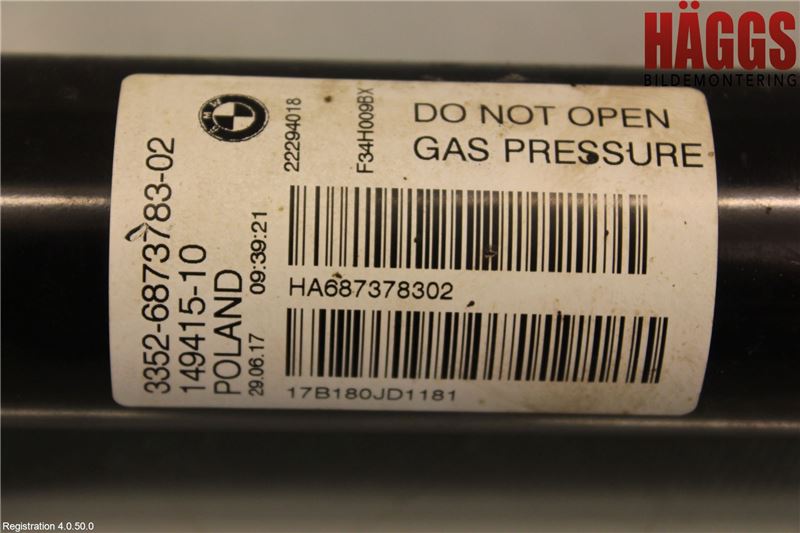 HÄGGS
BILDEMONTERING
BMW
DO NOT OPEN
GAS PRESSURE
22294018
F34H009BX
3352-6873783-02
149415-10
POLAND
29.06.17 09:39:21
HA687378302
17B180JD1181
Registration 4.0.50.0